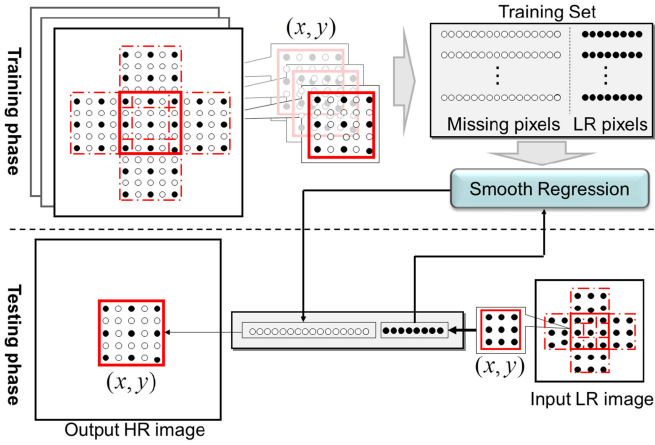 Training phase
(x, y)
Training Set
Missing pixels
LR pixels
Smooth Regression
Testing phase
(x, y)
Output HR image
(x, y)
Input LR image